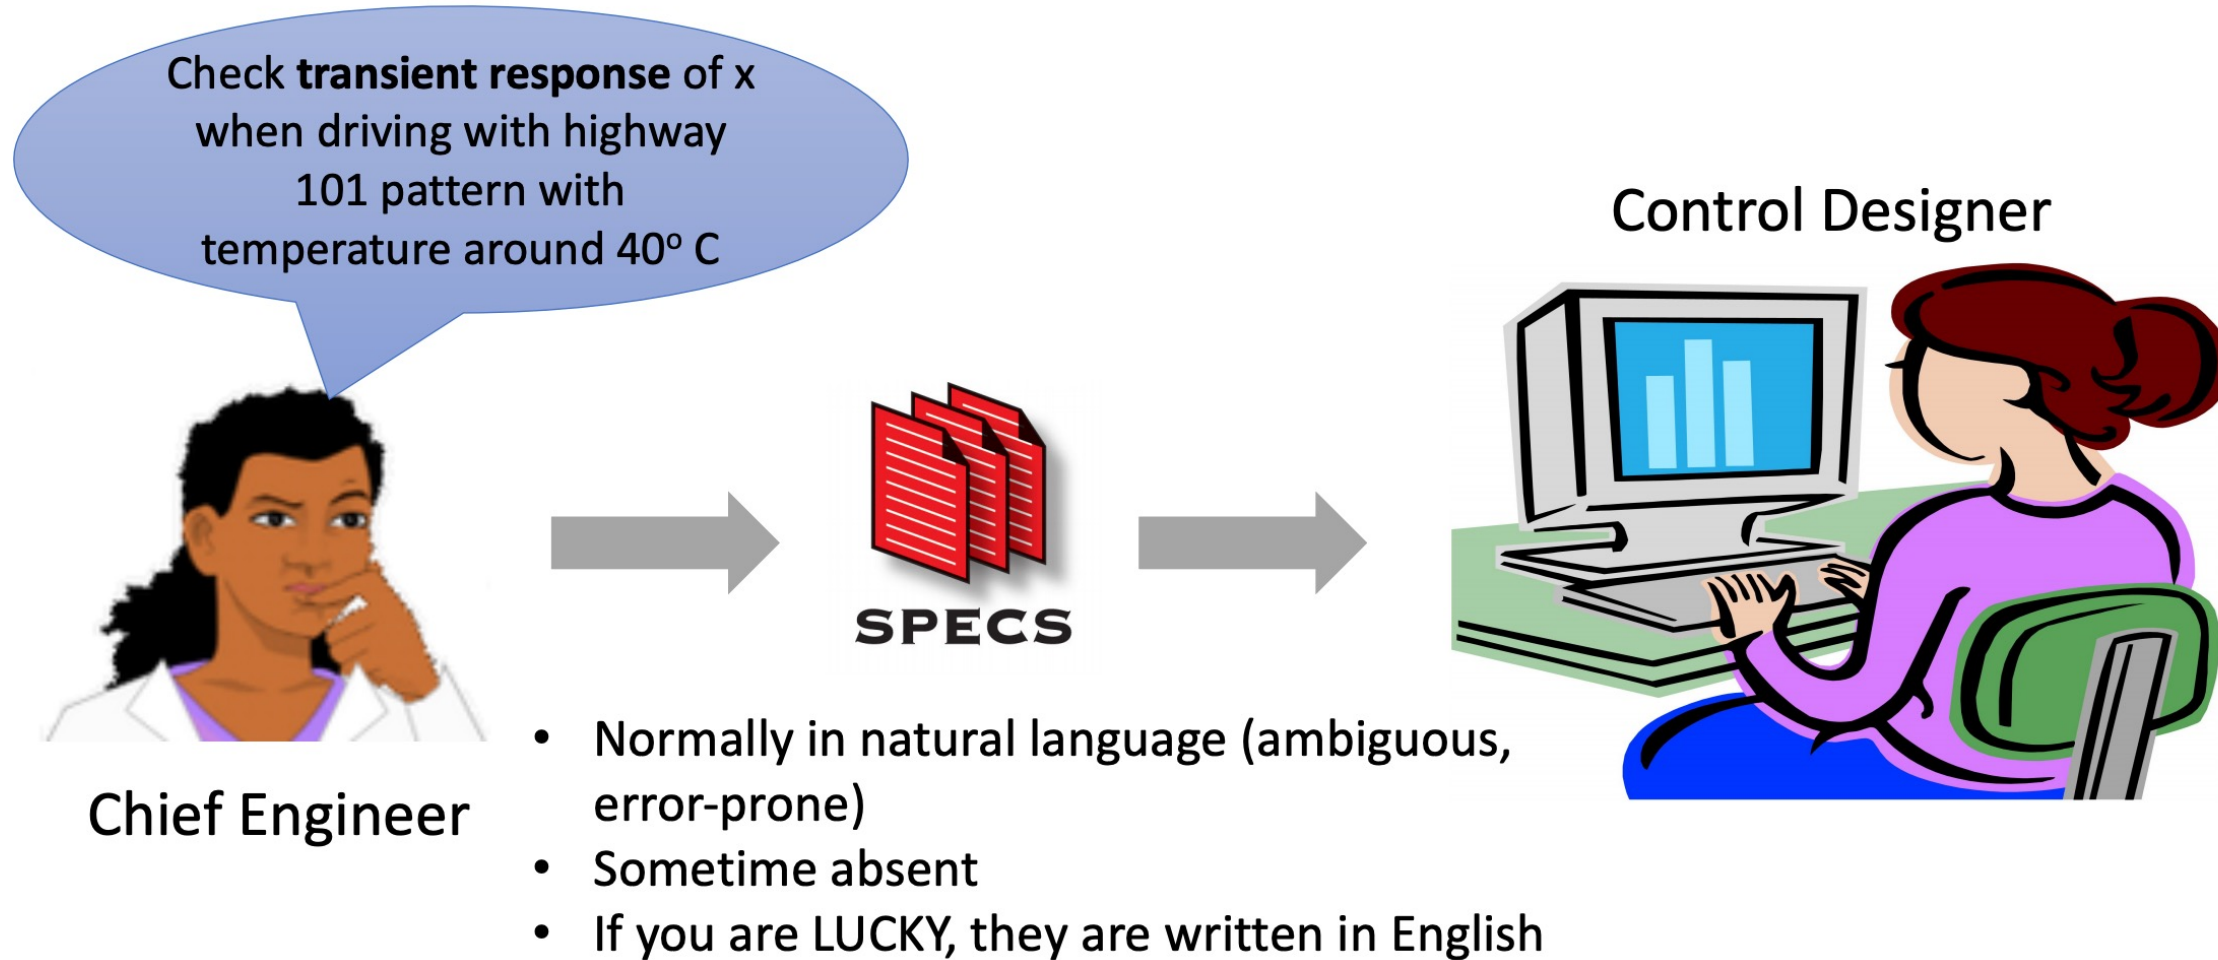 Check transient response of x
when driving with highway
101 pattern with
temperature around 40º C
Control Designer
SPECS
Chief Engineer
• Normally in natural language (ambiguous,
error-prone)
• Sometime absent
• If you are LUCKY, they are written in English